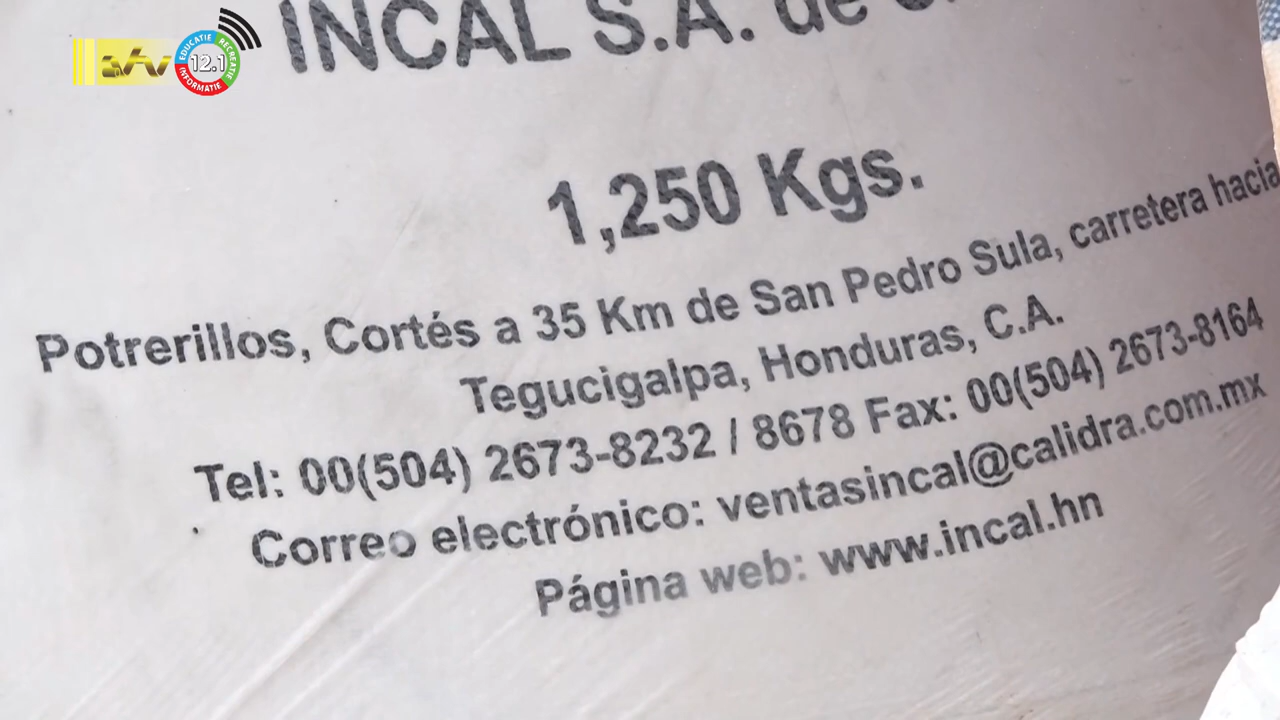 atv
EDUCATIE
RECREATIE
INFORMATIE
12.1
INCAL S.A. de
1,250 Kgs.
Potrerillos, Cortés a 35 Km de San Pedro Sula, carretera hacia
Tegucigalpa, Honduras, C.A.
Tel: 00(504) 2673-8232 / 8678 Fax: 00(504) 2673-8164
Correo electrónico: ventasincal@calidra.com.mx
Página web: www.incal.hn